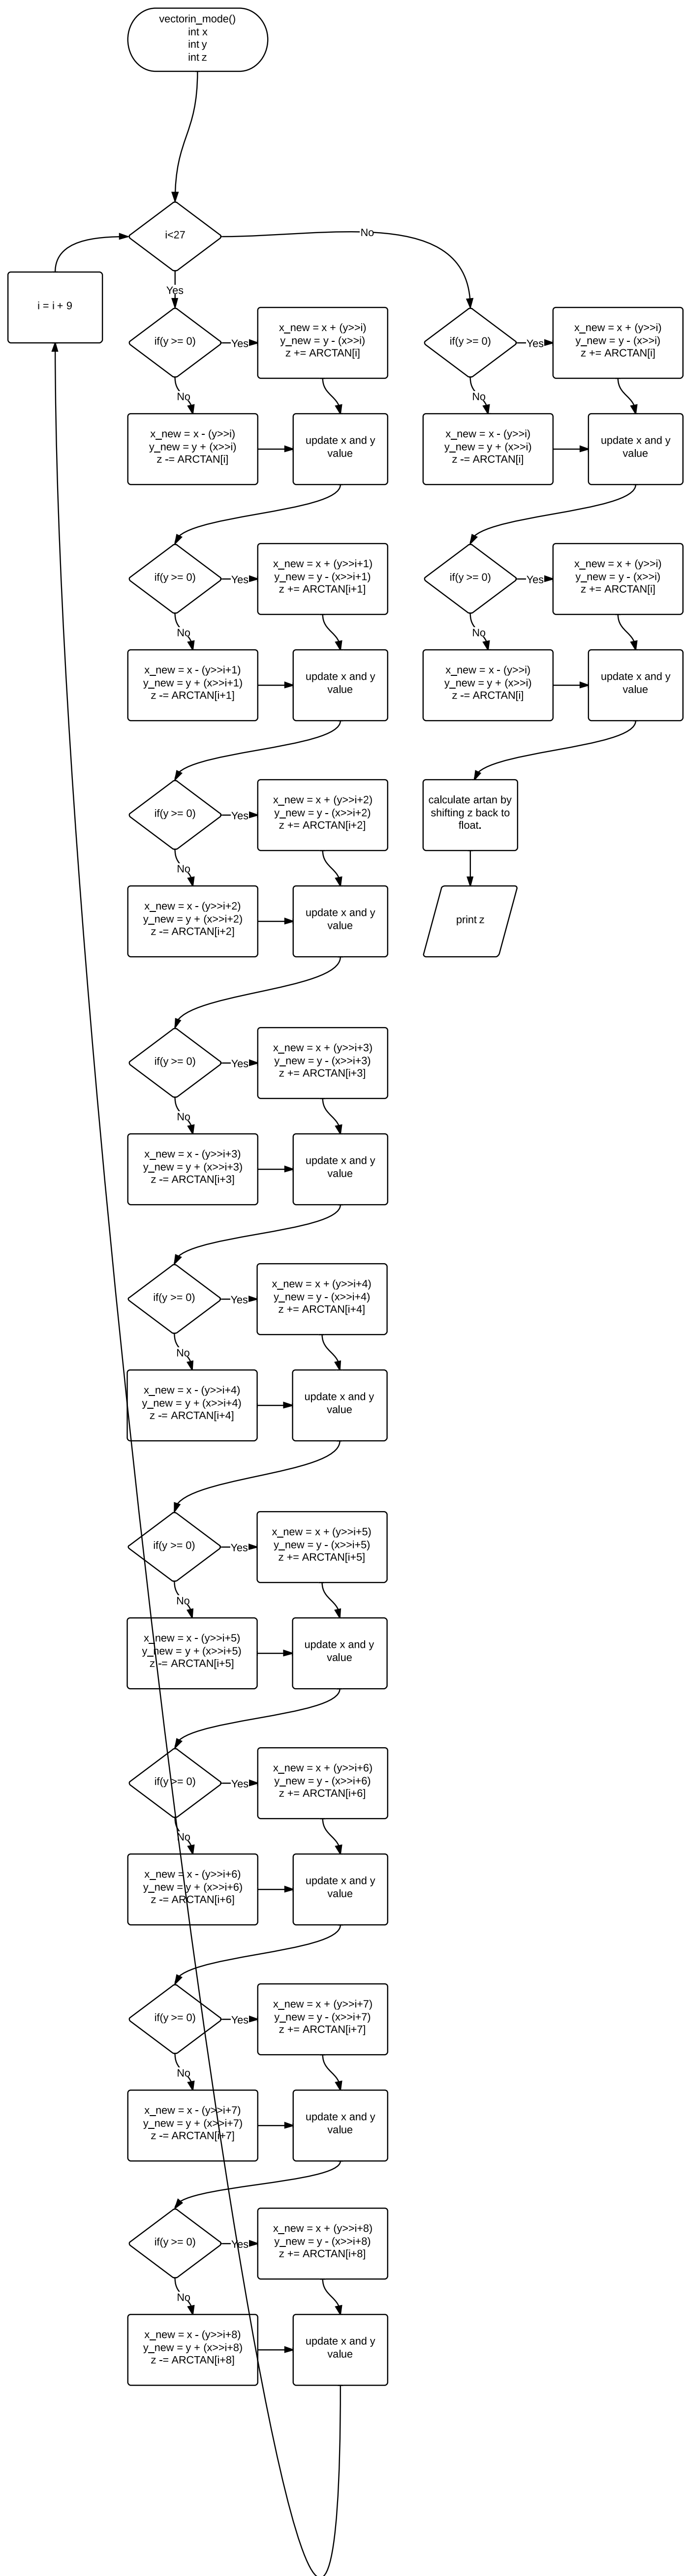 vectorin_mode()
int x
int y
int z
i<27
No
i = i + 9
Yes
if(y >= 0)
Yes
x_new = x + (y>>i)
y_new = y - (x>>i)
z += ARCTAN[i]
No
x_new = x - (y>>i)
y_new = y + (x>>i)
z -= ARCTAN[i]
update x and y
value
if(y >= 0)
Yes
x_new = x + (y>>i+1)
y_new = y - (x>>i+1)
z += ARCTAN[i+1]
No
x_new = x - (y>>i+1)
y_new = y + (x>>i+1)
z -= ARCTAN[i+1]
update x and y
value
if(y >= 0)
Yes
x_new = x + (y>>i+2)
y_new = y - (x>>i+2)
z += ARCTAN[i+2]
No
x_new = x - (y>>i+2)
y_new = y + (x>>i+2)
z -= ARCTAN[i+2]
update x and y
value
if(y >= 0)
Yes
x_new = x + (y>>i+3)
y_new = y - (x>>i+3)
z += ARCTAN[i+3]
No
x_new = x - (y>>i+3)
y_new = y + (x>>i+3)
z -= ARCTAN[i+3]
update x and y
value
if(y >= 0)
Yes
x_new = x + (y>>i+4)
y_new = y - (x>>i+4)
z += ARCTAN[i+4]
No
x_new = x - (y>>i+4)
y_new = y + (x>>i+4)
z -= ARCTAN[i+4]
update x and y
value
if(y >= 0)
Yes
x_new = x + (y>>i+5)
y_new = y - (x>>i+5)
z += ARCTAN[i+5]
No
x_new = x - (y>>i+5)
y_new = y + (x>>i+5)
z -= ARCTAN[i+5]
update x and y
value
if(y >= 0)
Yes
x_new = x + (y>>i+6)
y_new = y - (x>>i+6)
z += ARCTAN[i+6]
No
x_new = x - (y>>i+6)
y_new = y + (x>>i+6)
z -= ARCTAN[i+6]
update x and y
value
if(y >= 0)
Yes
x_new = x + (y>>i+7)
y_new = y - (x>>i+7)
z += ARCTAN[i+7]
No
x_new = x - (y>>i+7)
y_new = y + (x>>i+7)
z -= ARCTAN[i+7]
update x and y
value
if(y >= 0)
Yes
x_new = x + (y>>i+8)
y_new = y - (x>>i+8)
z += ARCTAN[i+8]
No
x_new = x - (y>>i+8)
y_new = y + (x>>i+8)
z -= ARCTAN[i+8]
update x and y
value
if(y >= 0)
Yes
x_new = x + (y>>i)
y_new = y - (x>>i)
z += ARCTAN[i]
No
x_new = x - (y>>i)
y_new = y + (x>>i)
z -= ARCTAN[i]
update x and y
value
if(y >= 0)
Yes
x_new = x + (y>>i)
y_new = y - (x>>i)
z += ARCTAN[i]
No
x_new = x - (y>>i)
y_new = y + (x>>i)
z -= ARCTAN[i]
update x and y
value
calculate artan by
shifting z back to
float.
print z